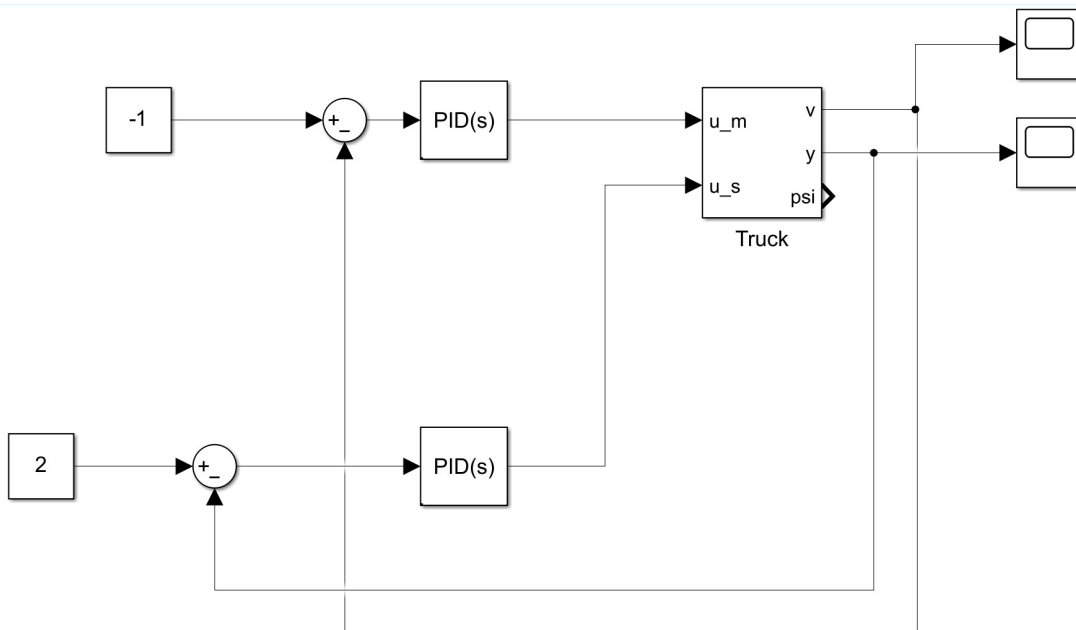 -1
+
_
PID(s)
u_m
u_s
v
y
psi
Truck
2
+
_
PID(s)